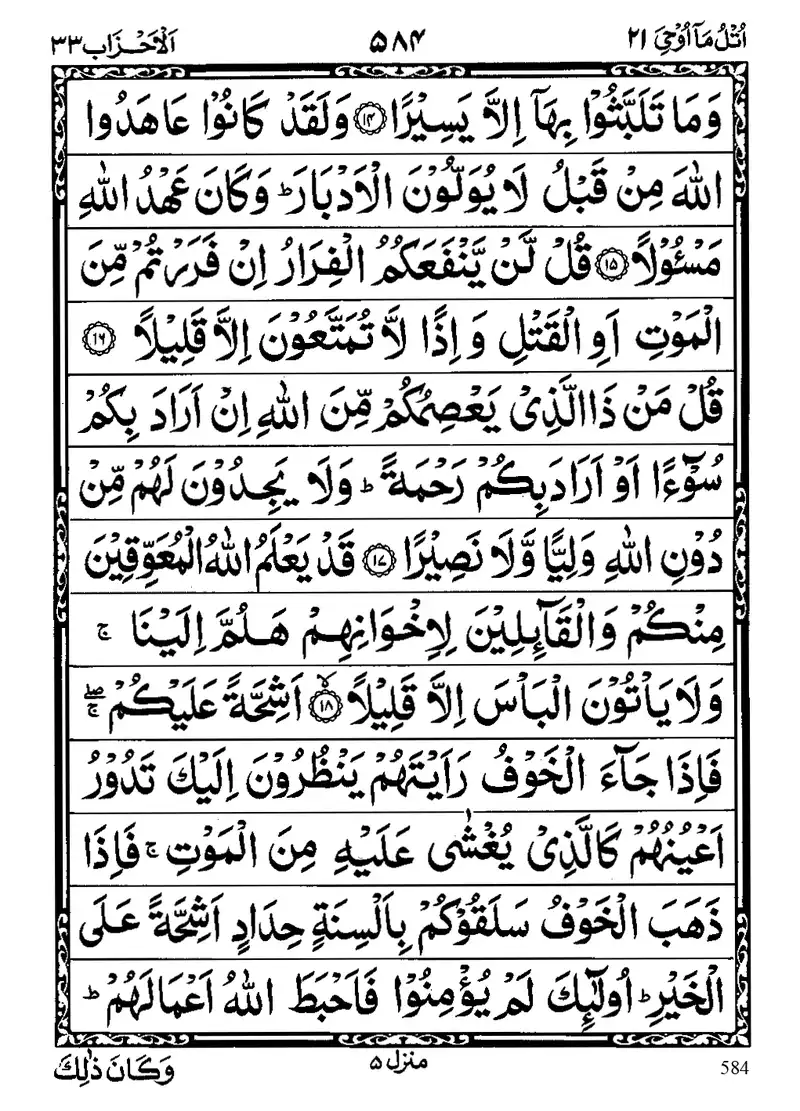 اُتْلُ مَاۤ اُوْحِیَ ۲۱ ۵۸۴ اَلْاَحْزَاب ۳۳
وَمَا تَلَبَّثُوْا بِهَاۤ اِلَّا یَسِیْرًا ﴿۱۴﴾ وَلَقَدْ كَانُوْا عَاهَدُوا
اللّٰهَ مِنْ قَبْلُ لَا یُوَلُّوْنَ الْاَدْبَارَ ؕ وَكَانَ عَهْدُ اللّٰهِ
مَسْـُٔوْلًا ﴿۱۵﴾ قُلْ لَّنْ یَّنْفَعَكُمُ الْفِرَارُ اِنْ فَرَرْتُمْ مِّنَ
الْمَوْتِ اَوِ الْقَتْلِ وَ اِذًا لَّا تُمَتَّعُوْنَ اِلَّا قَلِیْلًا ﴿۱۶﴾
قُلْ مَنْ ذَا الَّذِیْ یَعْصِمُكُمْ مِّنَ اللّٰهِ اِنْ اَرَادَ بِكُمْ
سُوْٓءًا اَوْ اَرَادَ بِكُمْ رَحْمَةً ؕ وَلَا یَجِدُوْنَ لَهُمْ مِّنْ
دُوْنِ اللّٰهِ وَلِیًّا وَّلَا نَصِیْرًا ﴿۱۷﴾ قَدْ یَعْلَمُ اللّٰهُ الْمُعَوِّقِیْنَ
مِنْكُمْ وَالْقَآئِلِیْنَ لِاِخْوَانِهِمْ هَلُمَّ اِلَیْنَا ۚ
وَلَا یَاْتُوْنَ الْبَاْسَ اِلَّا قَلِیْلًا ﴿۱۸﴾ۙ اَشِحَّةً عَلَیْكُمْ ۖۚ
فَاِذَا جَآءَ الْخَوْفُ رَاَیْتَهُمْ یَنْظُرُوْنَ اِلَیْكَ تَدُوْرُ
اَعْیُنُهُمْ كَالَّذِیْ یُغْشٰی عَلَیْهِ مِنَ الْمَوْتِ ۚ فَاِذَا
ذَهَبَ الْخَوْفُ سَلَقُوْكُمْ بِاَلْسِنَةٍ حِدَادٍ اَشِحَّةً عَلَی
الْخَیْرِ ؕ اُولٰٓئِكَ لَمْ یُؤْمِنُوْا فَاَحْبَطَ اللّٰهُ اَعْمَالَهُمْ ؕ
584 منزل ۵ وَكَانَ ذٰلِكَ